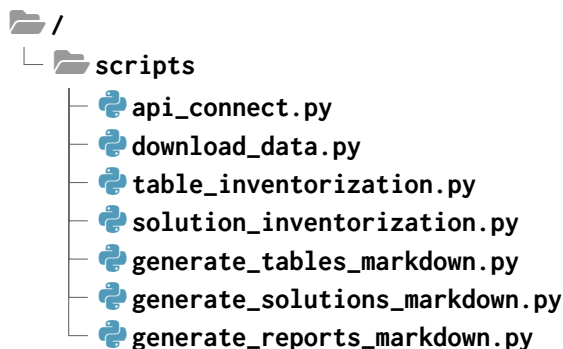 /
scripts
api_connect.py
download_data.py
table_inventorization.py
solution_inventorization.py
generate_tables_markdown.py
generate_solutions_markdown.py
generate_reports_markdown.py